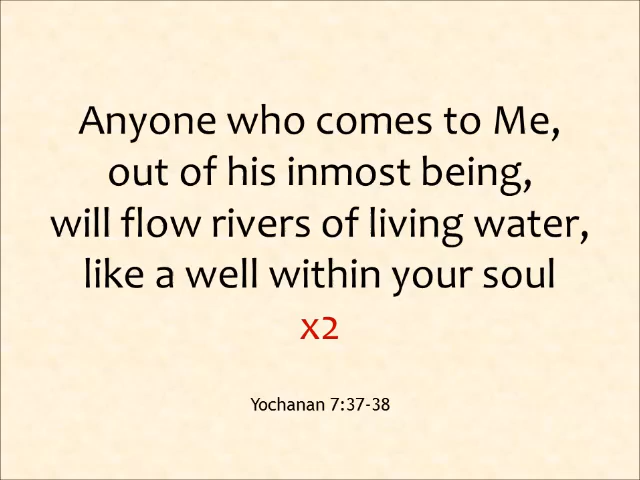 Anyone who comes to Me,
out of his inmost being,
will flow rivers of living water,
like a well within your soul
x2
Yochanan 7:37-38